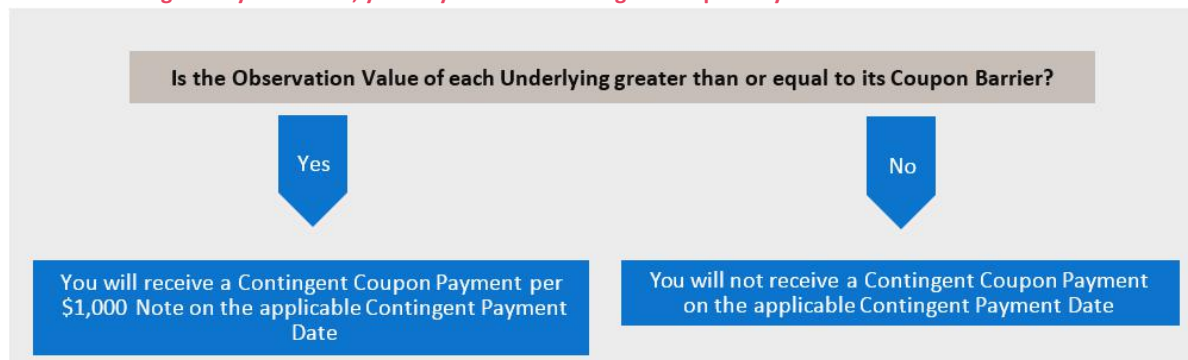 Is the Observation Value of each Underlying greater than or equal to its Coupon Barrier?
Yes
No
You will receive a Contingent Coupon Payment per
$1,000 Note on the applicable Contingent Payment
Date
You will not receive a Contingent Coupon Payment
on the applicable Contingent Payment Date